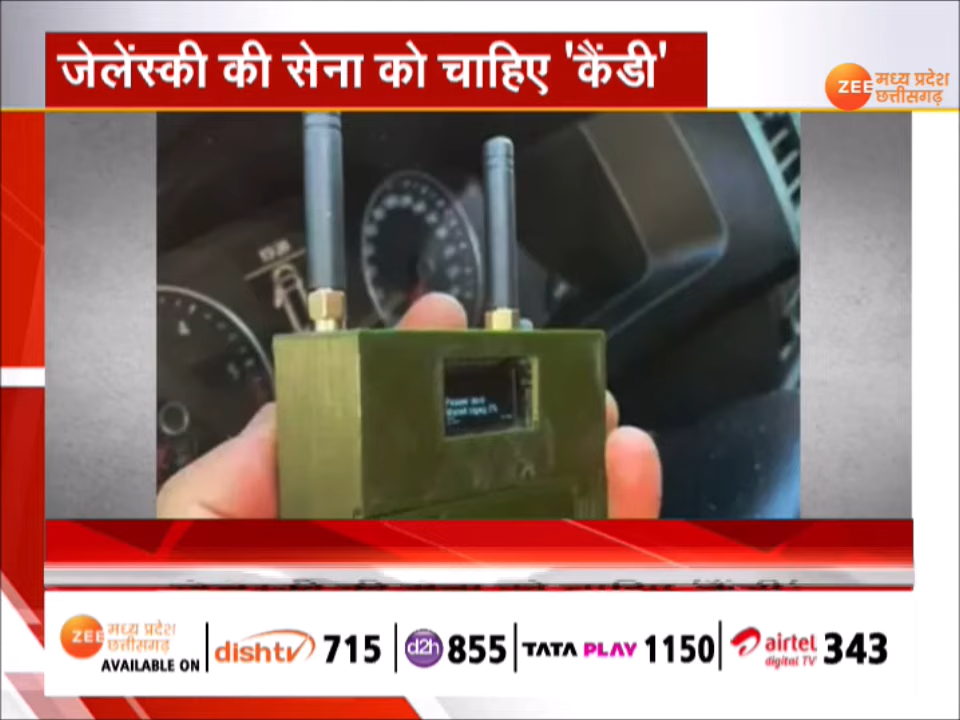 जेलेंस्की की सेना को चाहिए 'कैंडी'
ZEE मध्य प्रदेश
छत्तीसगढ़
ZEE मध्य प्रदेश
छत्तीसगढ़
AVAILABLE ON
dishtv 715
d2h 855
TATA PLAY 1150
airtel
digital TV
343